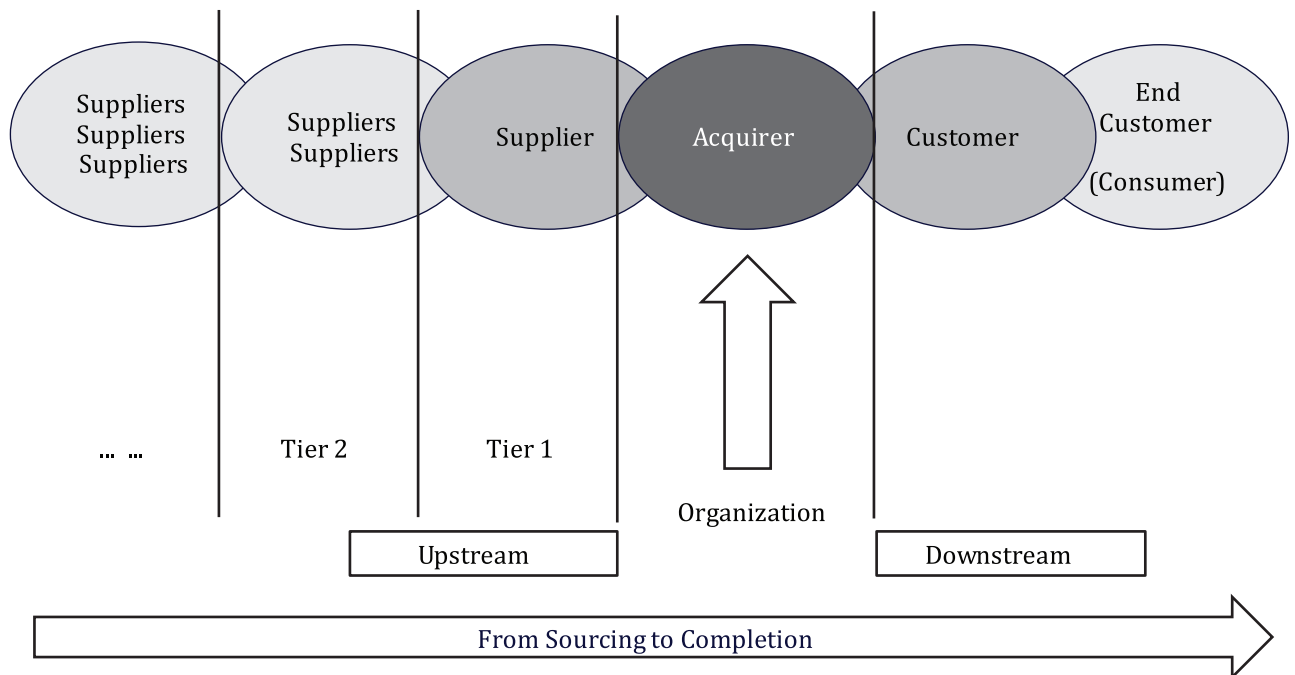 Suppliers
Suppliers
Suppliers
Suppliers
Suppliers
Supplier
Acquirer
Customer
End
Customer
(Consumer)
... ...
Tier 2
Tier 1
Organization
Upstream
Downstream
From Sourcing to Completion